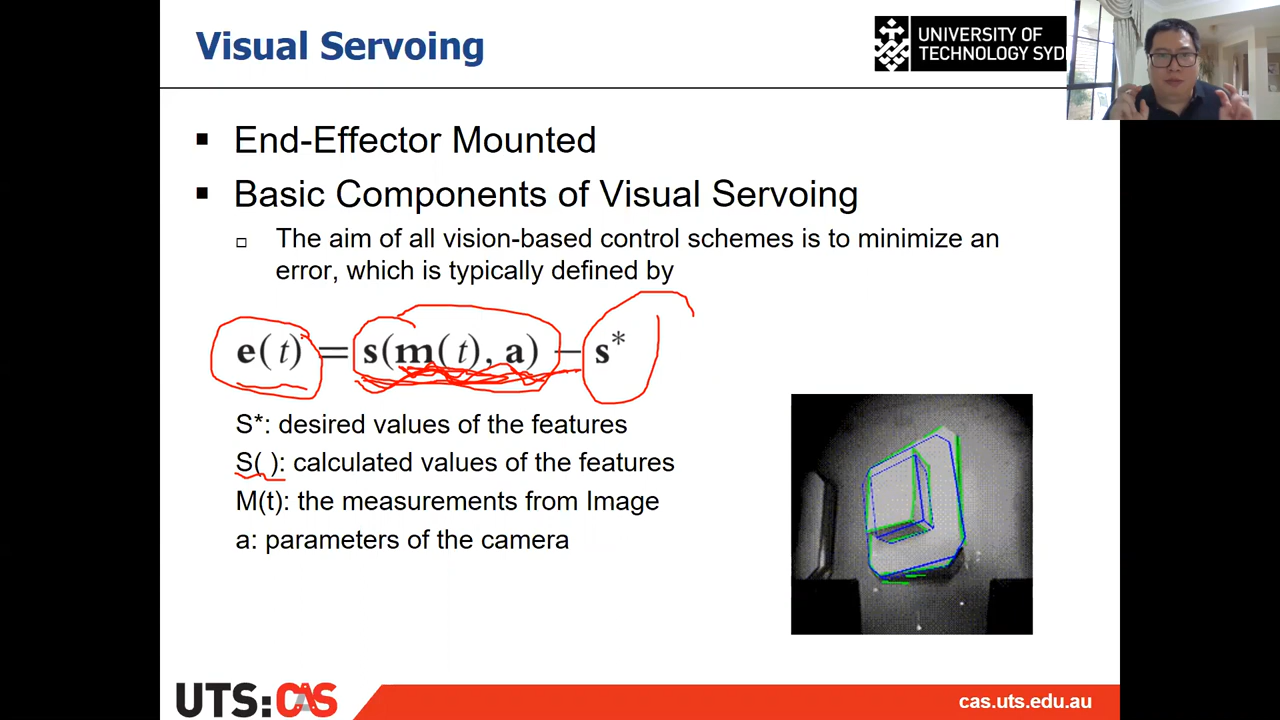 Visual Servoing
UNIVERSITY OF
TECHNOLOGY SYD
▪ End-Effector Mounted
▪ Basic Components of Visual Servoing
□ The aim of all vision-based control schemes is to minimize an
error, which is typically defined by
e(t) = s(m(t), a) − s*
S*: desired values of the features
S( ): calculated values of the features
M(t): the measurements from Image
a: parameters of the camera
UTS:CAS
cas.uts.edu.au